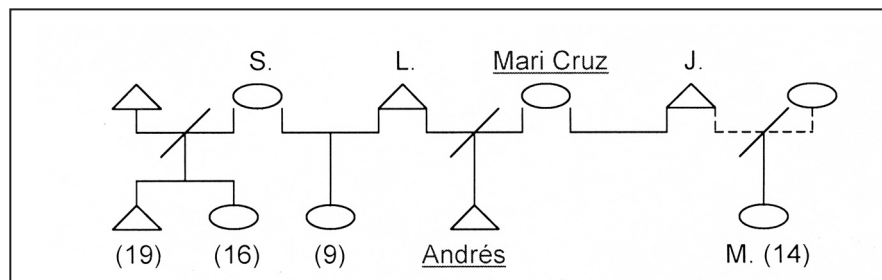 S. L. Mari Cruz J.
(19) (16) (9) Andrés M. (14)